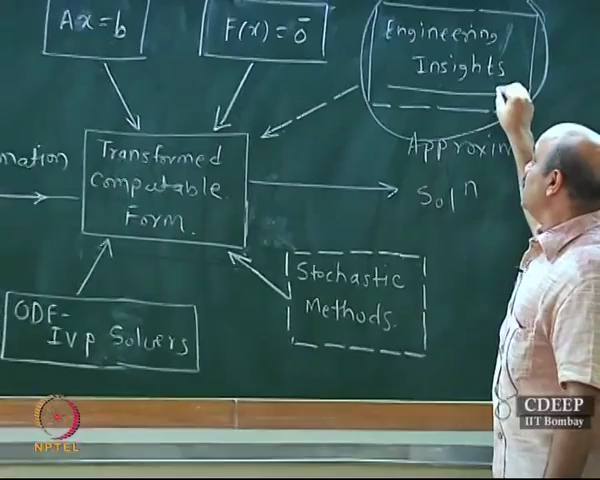 Ax = b
F(x) = 0̄
Engineering
Insights
Approxim
mation
Transformed
Computable
Form.
Solⁿ
Stochastic
Methods.
ODE-
IVP Solvers
CDEEP
IIT Bombay
NPTEL